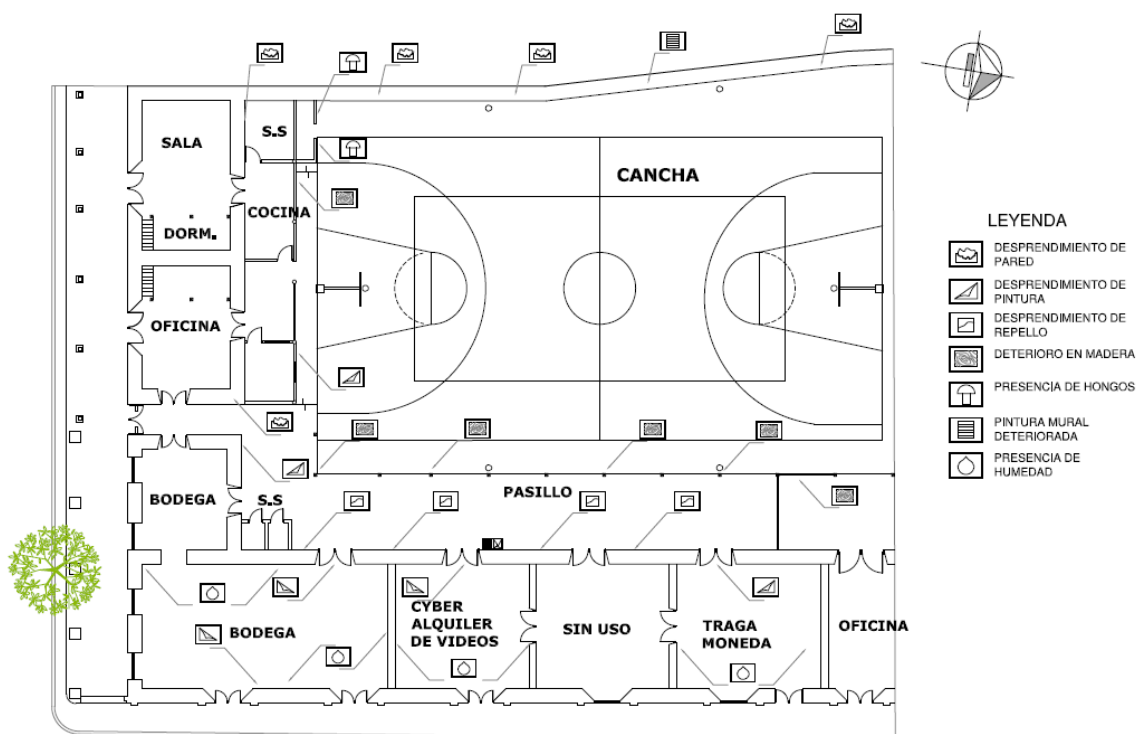 SALA
S.S
CANCHA
COCINA
DORM.
OFICINA
BODEGA
S.S
PASILLO
BODEGA
CYBER
ALQUILER
DE VIDEOS
SIN USO
TRAGA
MONEDA
OFICINA
LEYENDA
DESPRENDIMIENTO DE
PARED
DESPRENDIMIENTO DE
PINTURA
DESPRENDIMIENTO DE
REPELLO
DETERIORO EN MADERA
PRESENCIA DE HONGOS
PINTURA MURAL
DETERIORADA
PRESENCIA DE
HUMEDAD